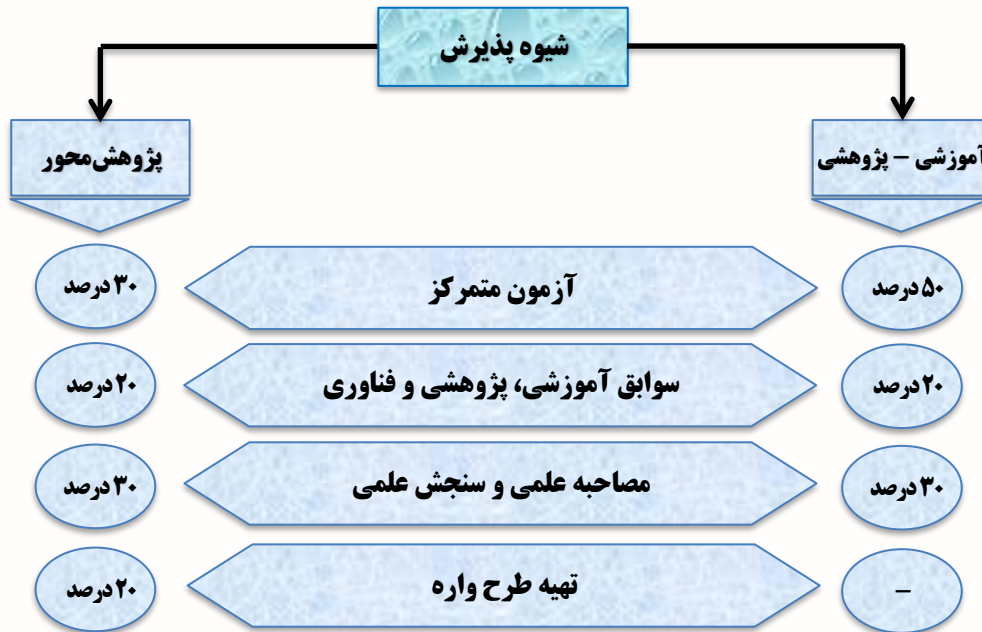 شیوه پذیرش
آموزشی – پژوهشی
پژوهش‌محور
۵۰ درصد
آزمون متمرکز
۳۰ درصد
۲۰ درصد
سوابق آموزشی، پژوهشی و فناوری
۲۰ درصد
۳۰ درصد
مصاحبه علمی و سنجش علمی
۳۰ درصد
–
تهیه طرح واره
۲۰ درصد